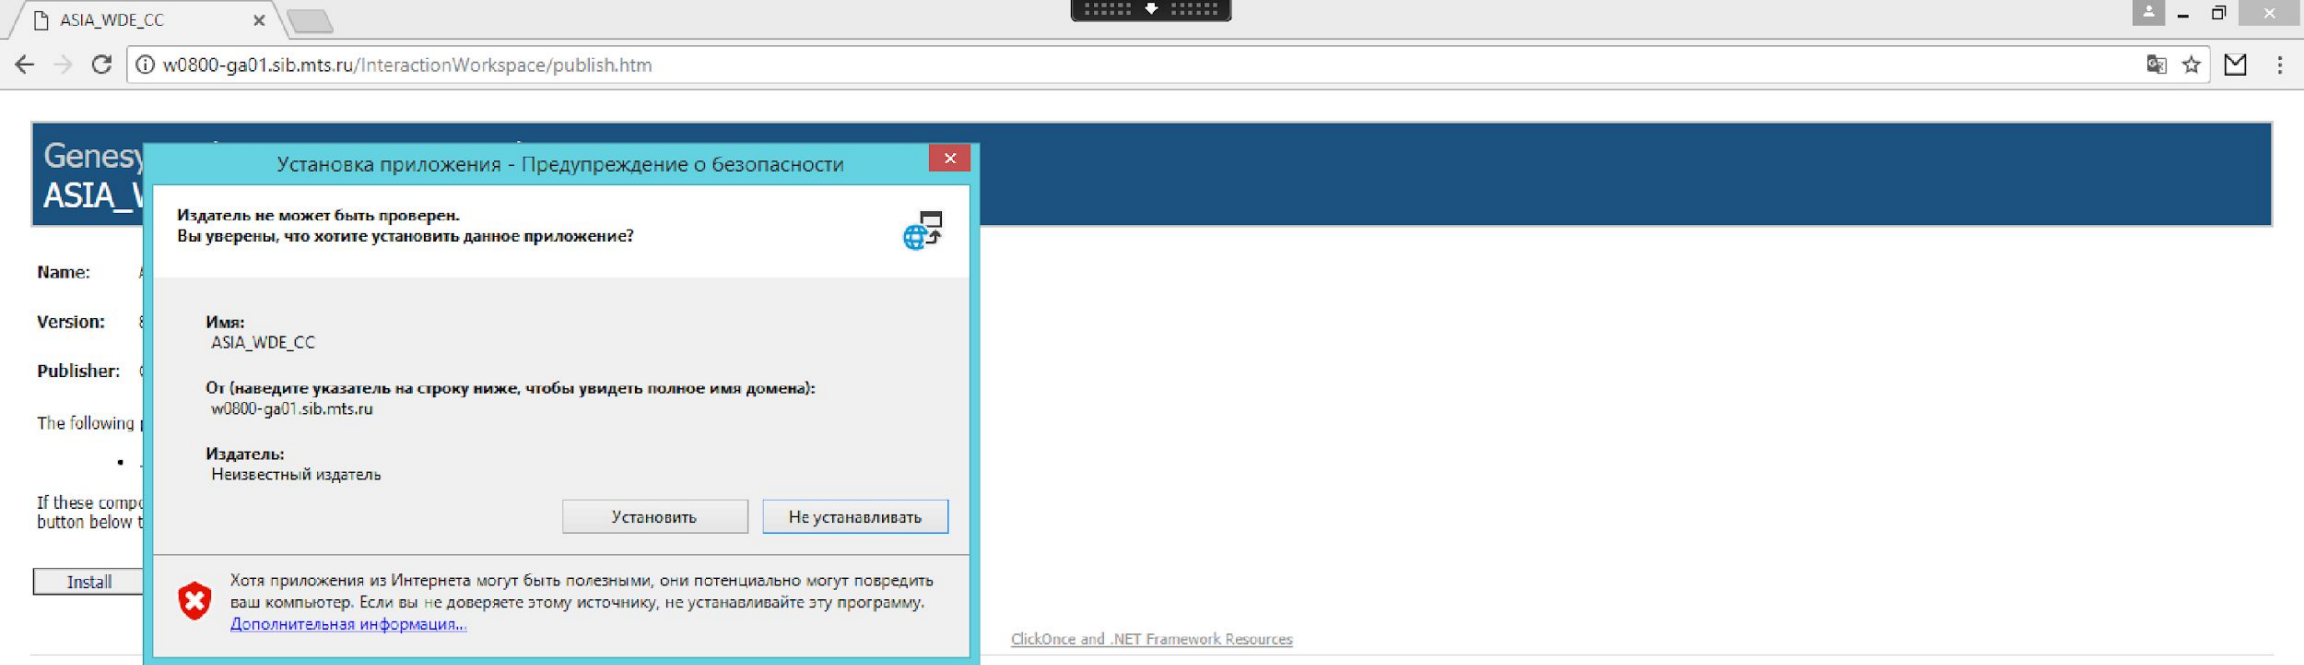 ASIA_WDE_CC
w0800-ga01.sib.mts.ru/InteractionWorkspace/publish.htm
Genesy
ASIA_W
Установка приложения - Предупреждение о безопасности
Издатель не может быть проверен.
Вы уверены, что хотите установить данное приложение?
Name:
Version:
Publisher:
The following
If these compo
button below t
Install
Имя:
ASIA_WDE_CC
От (наведите указатель на строку ниже, чтобы увидеть полное имя домена):
w0800-ga01.sib.mts.ru
Издатель:
Неизвестный издатель
Установить
Не устанавливать
Хотя приложения из Интернета могут быть полезными, они потенциально могут повредить
ваш компьютер. Если вы не доверяете этому источнику, не устанавливайте эту программу.
Дополнительная информация...
ClickOnce and .NET Framework Resources